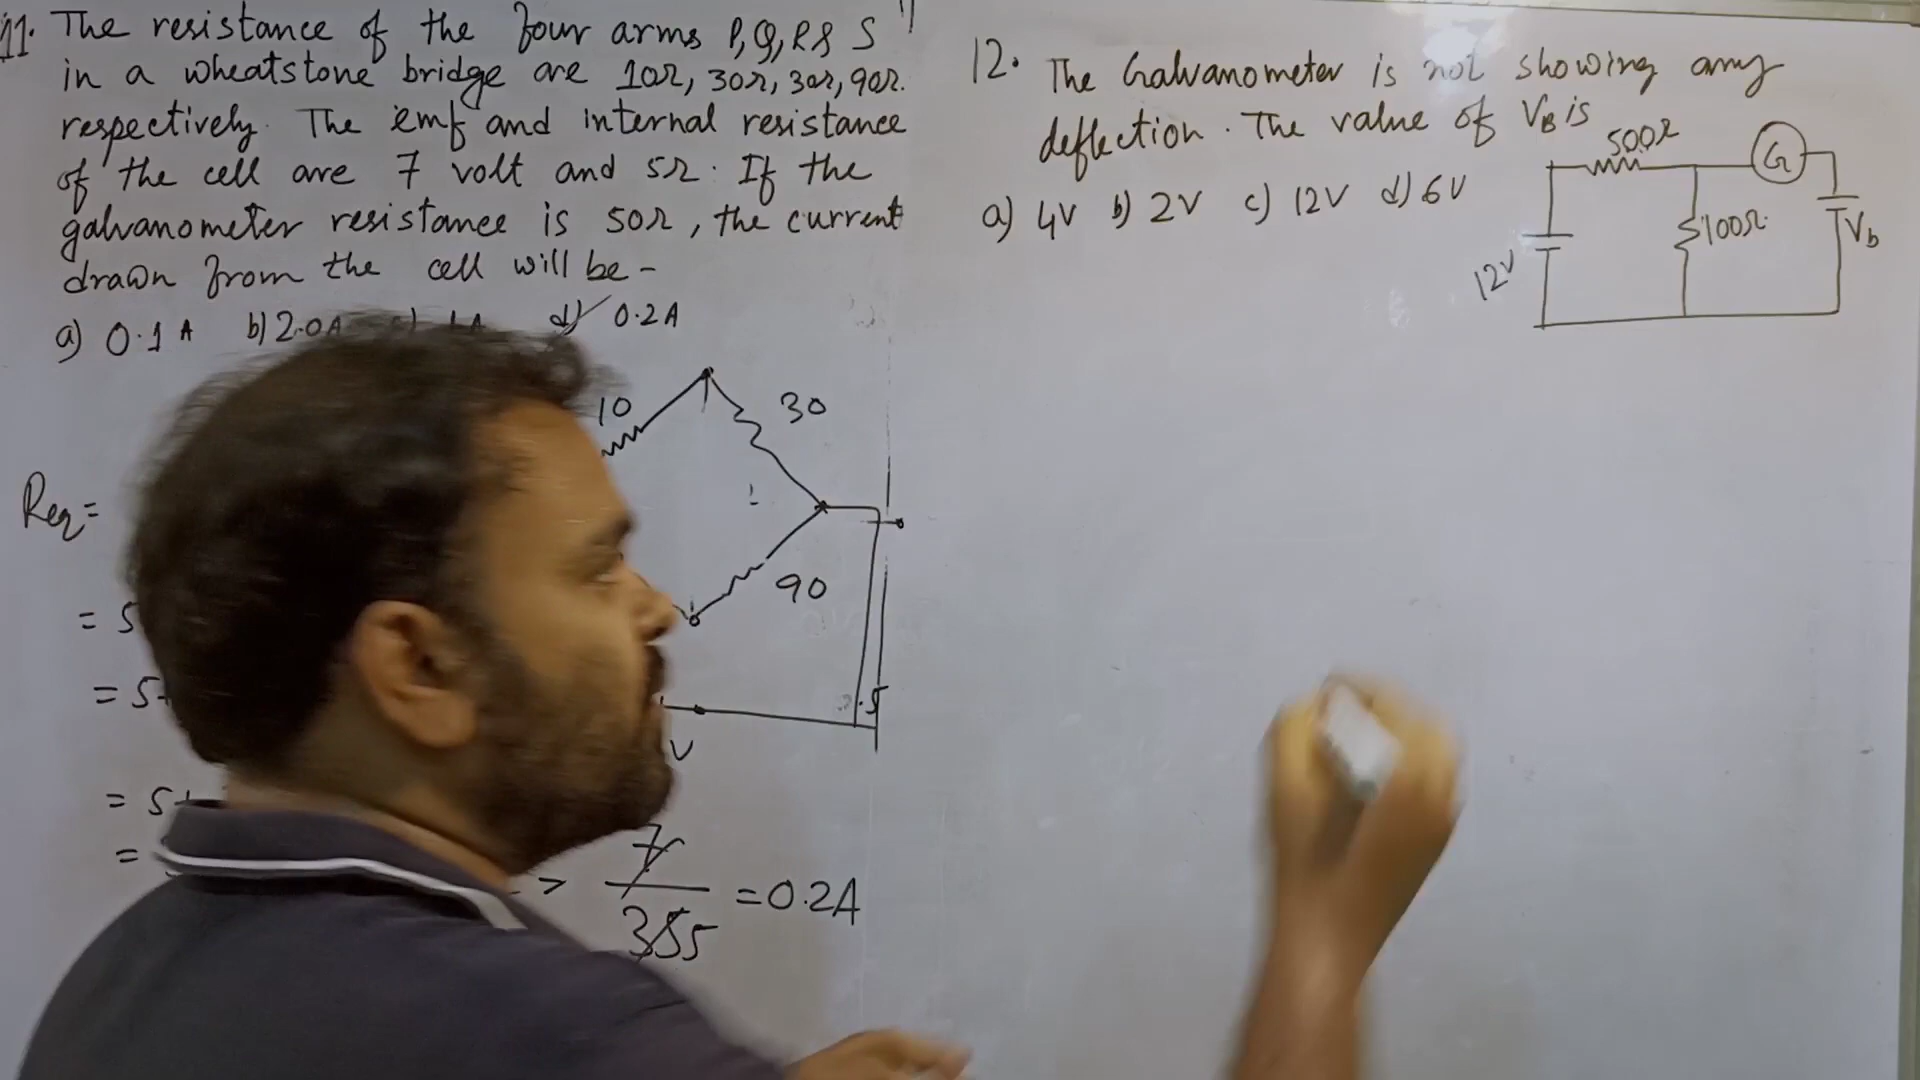 11. The resistance of the four arms P, Q, R & S
in a wheatstone bridge are 10Ω, 30Ω, 30Ω, 90Ω.
respectively. The emf and internal resistance
of the cell are 7 volt and 5Ω. If the
galvanometer resistance is 50Ω, the current
drawn from the cell will be -
a) 0.1 A b) 2.0A 1A d) 0.2A
10
30
Req =
90
= 5
= 5+
.5
V
= 5+
=
> 7
355
= 0.2A
12. The Galvanometer is not showing any
deflection. The value of VB is
a) 4V b) 2V c) 12V d) 6V
500Ω
G
100Ω
Vb
12V